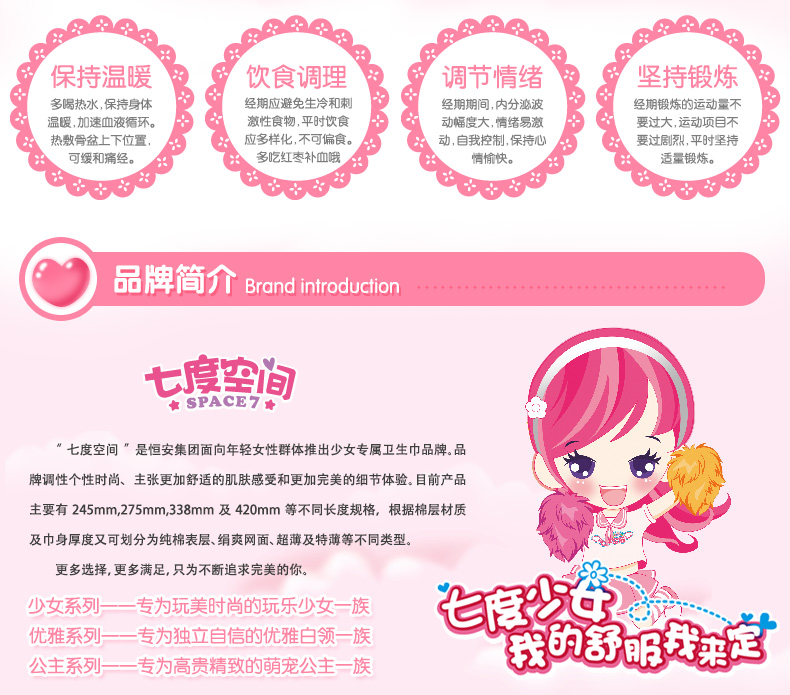 保持温暖
多喝热水,保持身体
温暖,加速血液循环。
热敷骨盆上下位置,
可缓和痛经。
饮食调理
经期应避免生冷和刺
激性食物,平时饮食
应多样化,不可偏食。
多吃红枣补血哦
调节情绪
经期期间,内分泌波
动幅度大,情绪易激
动,自我控制,保持心
情愉快。
坚持锻炼
经期锻炼的运动量不
要过大,运动项目不
要过剧烈,平时坚持
适量锻炼。
品牌简介 Brand introduction
七度空间
SPACE7
“ 七度空间 ”是恒安集团面向年轻女性群体推出少女专属卫生巾品牌。品
牌调性个性时尚、主张更加舒适的肌肤感受和更加完美的细节体验。目前产品
主要有 245mm,275mm,338mm 及 420mm 等不同长度规格，根据棉层材质
及巾身厚度又可划分为纯棉表层、绢爽网面、超薄及特薄等不同类型。
更多选择,更多满足,只为不断追求完美的你。
少女系列——专为玩美时尚的玩乐少女一族
优雅系列——专为独立自信的优雅白领一族
公主系列——专为高贵精致的萌宠公主一族
七度少女
我的舒服我来定